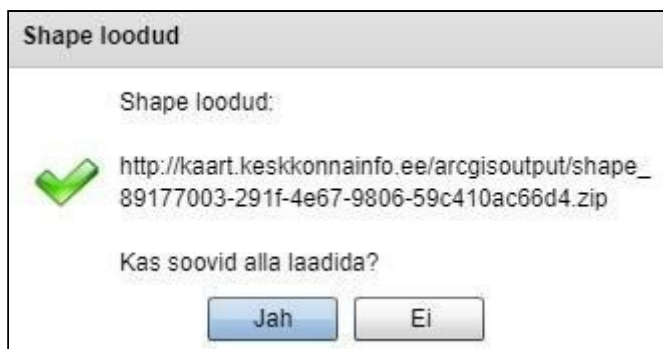 Shape loodud
Shape loodud:
http://kaart.keskkonnainfo.ee/arcgisoutput/shape_
89177003-291f-4e67-9806-59c410ac66d4.zip
Kas soovid alla laadida?
Jah
Ei